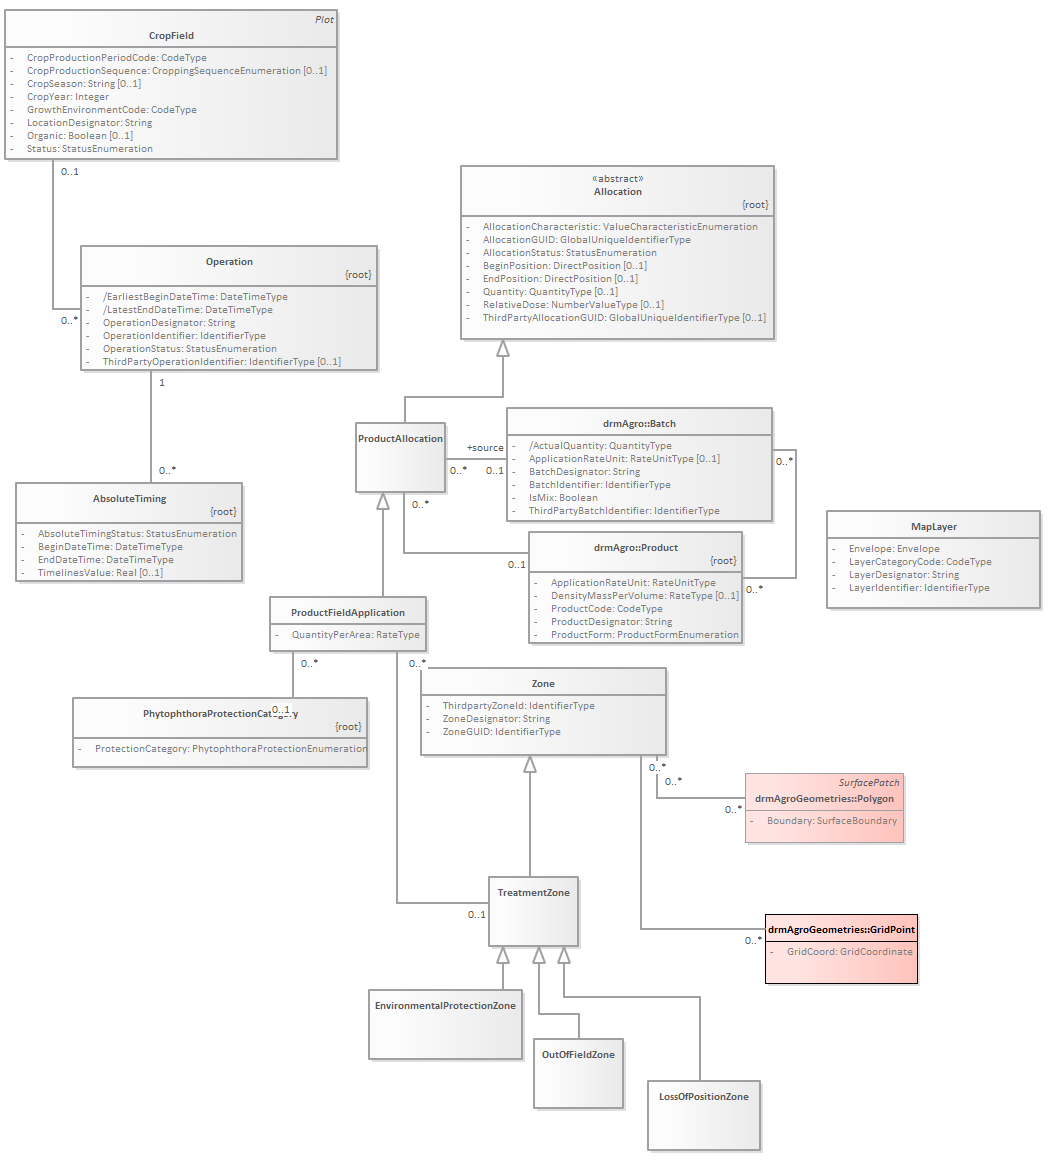 Plot
CropField
- CropProductionPeriodCode: CodeType
- CropProductionSequence: CroppingSequenceEnumeration [0..1]
- CropSeason: String [0..1]
- CropYear: Integer
- GrowthEnvironmentCode: CodeType
- LocationDesignator: String
- Organic: Boolean [0..1]
- Status: StatusEnumeration
0..1
0..*
Operation
{root}
- /EarliestBeginDateTime: DateTimeType
- /LatestEndDateTime: DateTimeType
- OperationDesignator: String
- OperationIdentifier: IdentifierType
- OperationStatus: StatusEnumeration
- ThirdPartyOperationIdentifier: IdentifierType [0..1]
1
0..*
AbsoluteTiming
{root}
- AbsoluteTimingStatus: StatusEnumeration
- BeginDateTime: DateTimeType
- EndDateTime: DateTimeType
- TimelinesValue: Real [0..1]
«abstract»
Allocation
{root}
- AllocationCharacteristic: ValueCharacteristicEnumeration
- AllocationGUID: GlobalUniqueIdentifierType
- AllocationStatus: StatusEnumeration
- BeginPosition: DirectPosition [0..1]
- EndPosition: DirectPosition [0..1]
- Quantity: QuantityType [0..1]
- RelativeDose: NumberValueType [0..1]
- ThirdPartyAllocationGUID: GlobalUniqueIdentifierType [0..1]
ProductAllocation
+source
0..*
0..1
0..*
0..1
drmAgro::Batch
- /ActualQuantity: QuantityType
- ApplicationRateUnit: RateUnitType [0..1]
- BatchDesignator: String
- BatchIdentifier: IdentifierType
- IsMix: Boolean
- ThirdPartyBatchIdentifier: IdentifierType
0..*
0..*
drmAgro::Product
{root}
- ApplicationRateUnit: RateUnitType
- DensityMassPerVolume: RateType [0..1]
- ProductCode: CodeType
- ProductDesignator: String
- ProductForm: ProductFormEnumeration
MapLayer
- Envelope: Envelope
- LayerCategoryCode: CodeType
- LayerDesignator: String
- LayerIdentifier: IdentifierType
ProductFieldApplication
- QuantityPerArea: RateType
0..*
0..*
0..1
PhytophthoraProtectionCategory
{root}
- ProtectionCategory: PhytophthoraProtectionEnumeration
Zone
- ThirdpartyZoneId: IdentifierType
- ZoneDesignator: String
- ZoneGUID: IdentifierType
0..*
0..*
0..*
SurfacePatch
drmAgroGeometries::Polygon
- Boundary: SurfaceBoundary
TreatmentZone
0..1
0..*
drmAgroGeometries::GridPoint
- GridCoord: GridCoordinate
EnvironmentalProtectionZone
OutOfFieldZone
LossOfPositionZone